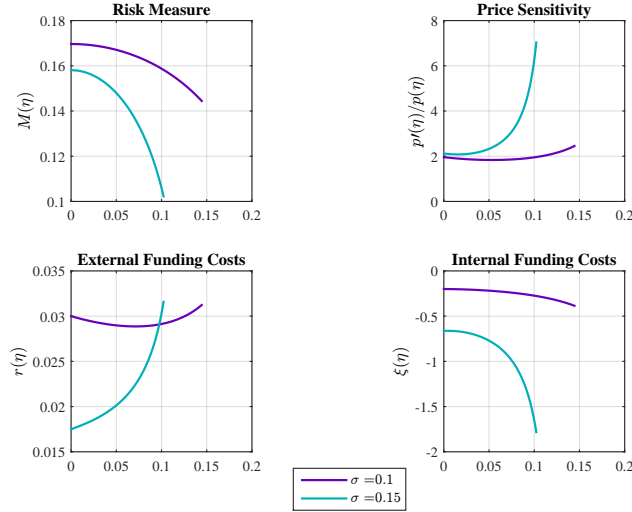 Risk Measure
M(η)
0.18
0.16
0.14
0.12
0.1
0 0.05 0.1 0.15 0.2
Price Sensitivity
p′(η)/p(η)
8
6
4
2
0
0 0.05 0.1 0.15 0.2
External Funding Costs
r(η)
0.035
0.03
0.025
0.02
0.015
0 0.05 0.1 0.15 0.2
Internal Funding Costs
ξ(η)
0
-0.5
-1
-1.5
-2
0 0.05 0.1 0.15 0.2
σ =0.1
σ =0.15